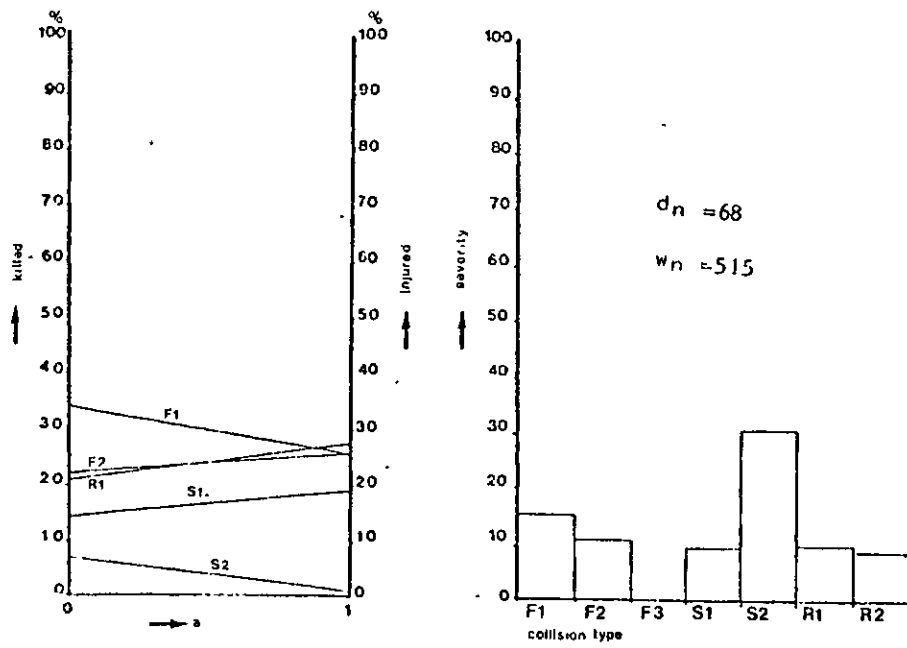 %
100
90
80
70
60
50
40
30
20
10
0
killed
F1
F2
R1
S1.
S2
0
a
1
%
100
90
80
70
60
50
40
30
20
10
0
injured
100
90
80
70
60
50
40
30
20
10
0
severity
dn = 68
wn = 515
F1 F2 F3 S1 S2 R1 R2
collision type